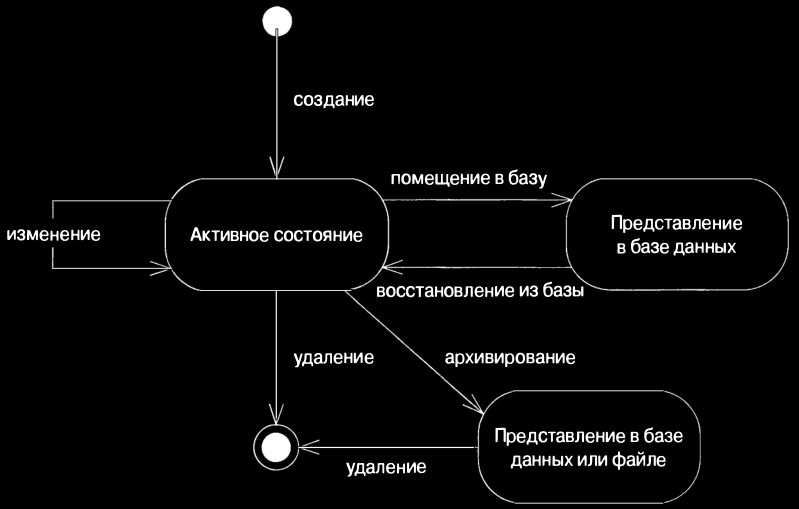 создание
помещение в базу
изменение
Активное состояние
Представление
в базе данных
восстановление из базы
удаление
архивирование
Представление в базе
данных или файле
удаление